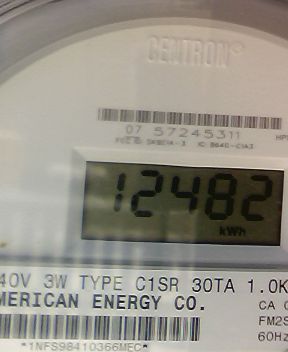 CENTRON®
07 57245311
12482
kWh
40V 3W TYPE C1SR 30TA 1.0K
MERICAN ENERGY CO.
CA
FM2S
60Hz
*1NFS98410366MEC*